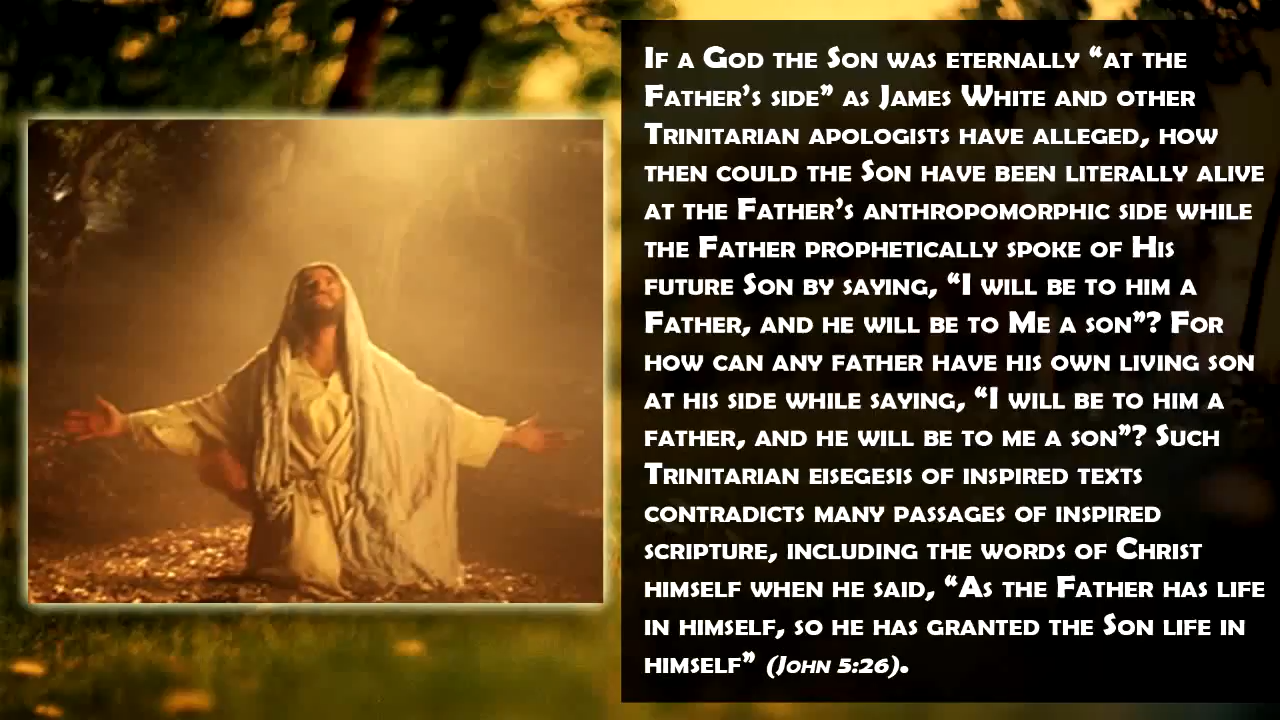 If a God the Son was eternally “at the
Father’s side” as James White and other
Trinitarian apologists have alleged, how
then could the Son have been literally alive
at the Father’s anthropomorphic side while
the Father prophetically spoke of His
future Son by saying, “I will be to him a
Father, and he will be to Me a son”? For
how can any father have his own living son
at his side while saying, “I will be to him a
father, and he will be to me a son”? Such
Trinitarian eisegesis of inspired texts
contradicts many passages of inspired
scripture, including the words of Christ
himself when he said, “As the Father has life
in himself, so he has granted the Son life in
himself” (John 5:26).